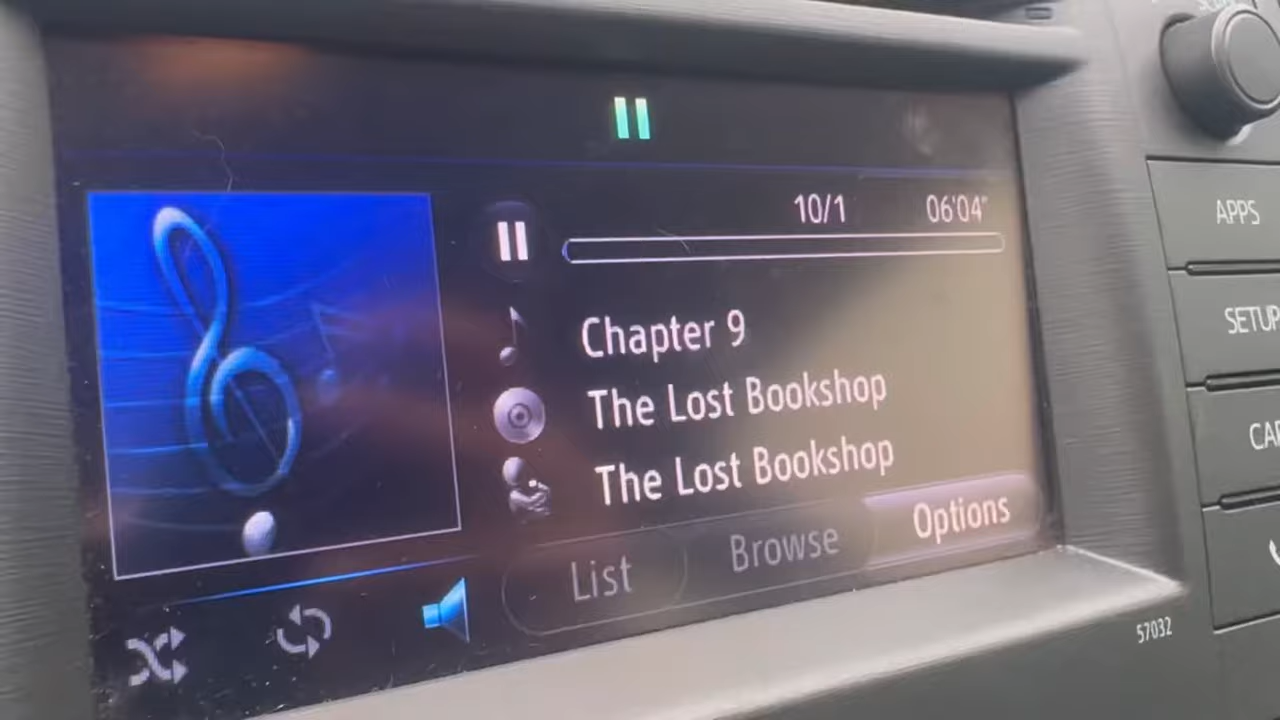 10/1 06'04"
Chapter 9
The Lost Bookshop
The Lost Bookshop
List Browse Options
APPS
SETUP
CAR
57032